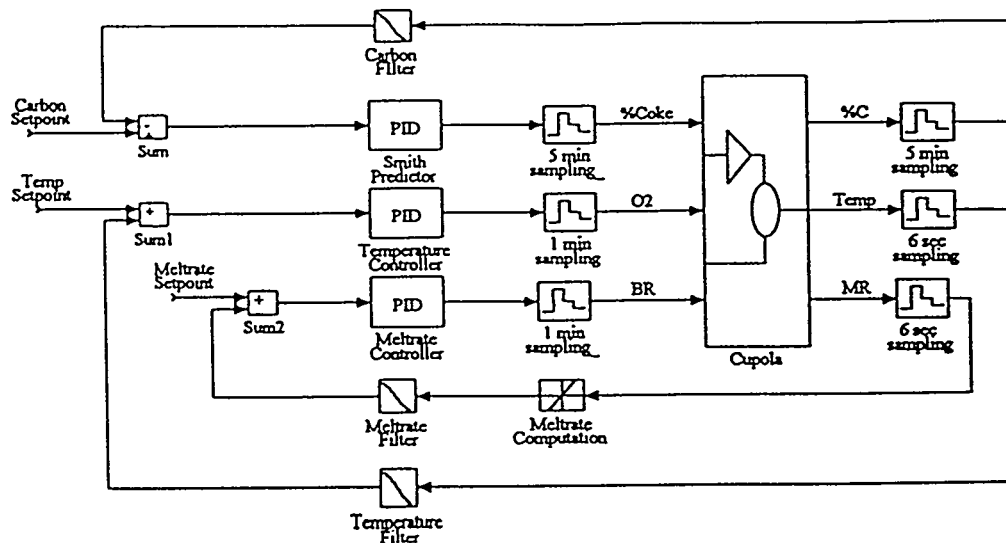 Carbon
Filter
Carbon
Setpoint
-
Sum
PID
Smith
Predictor
5 min
sampling
%Coke
%C
5 min
sampling
Temp
Setpoint
+
Sum1
PID
Temperature
Controller
1 min
sampling
O2
Temp
6 sec
sampling
Meltrate
Setpoint
+
Sum2
PID
Meltrate
Controller
1 min
sampling
BR
Cupola
MR
6 sec
sampling
Meltrate
Filter
Meltrate
Computation
Temperature
Filter